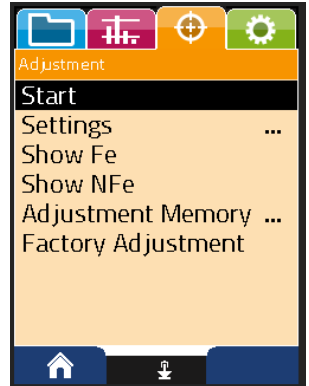 Adjustment
Start
Settings ...
Show Fe
Show NFe
Adjustment Memory ...
Factory Adjustment